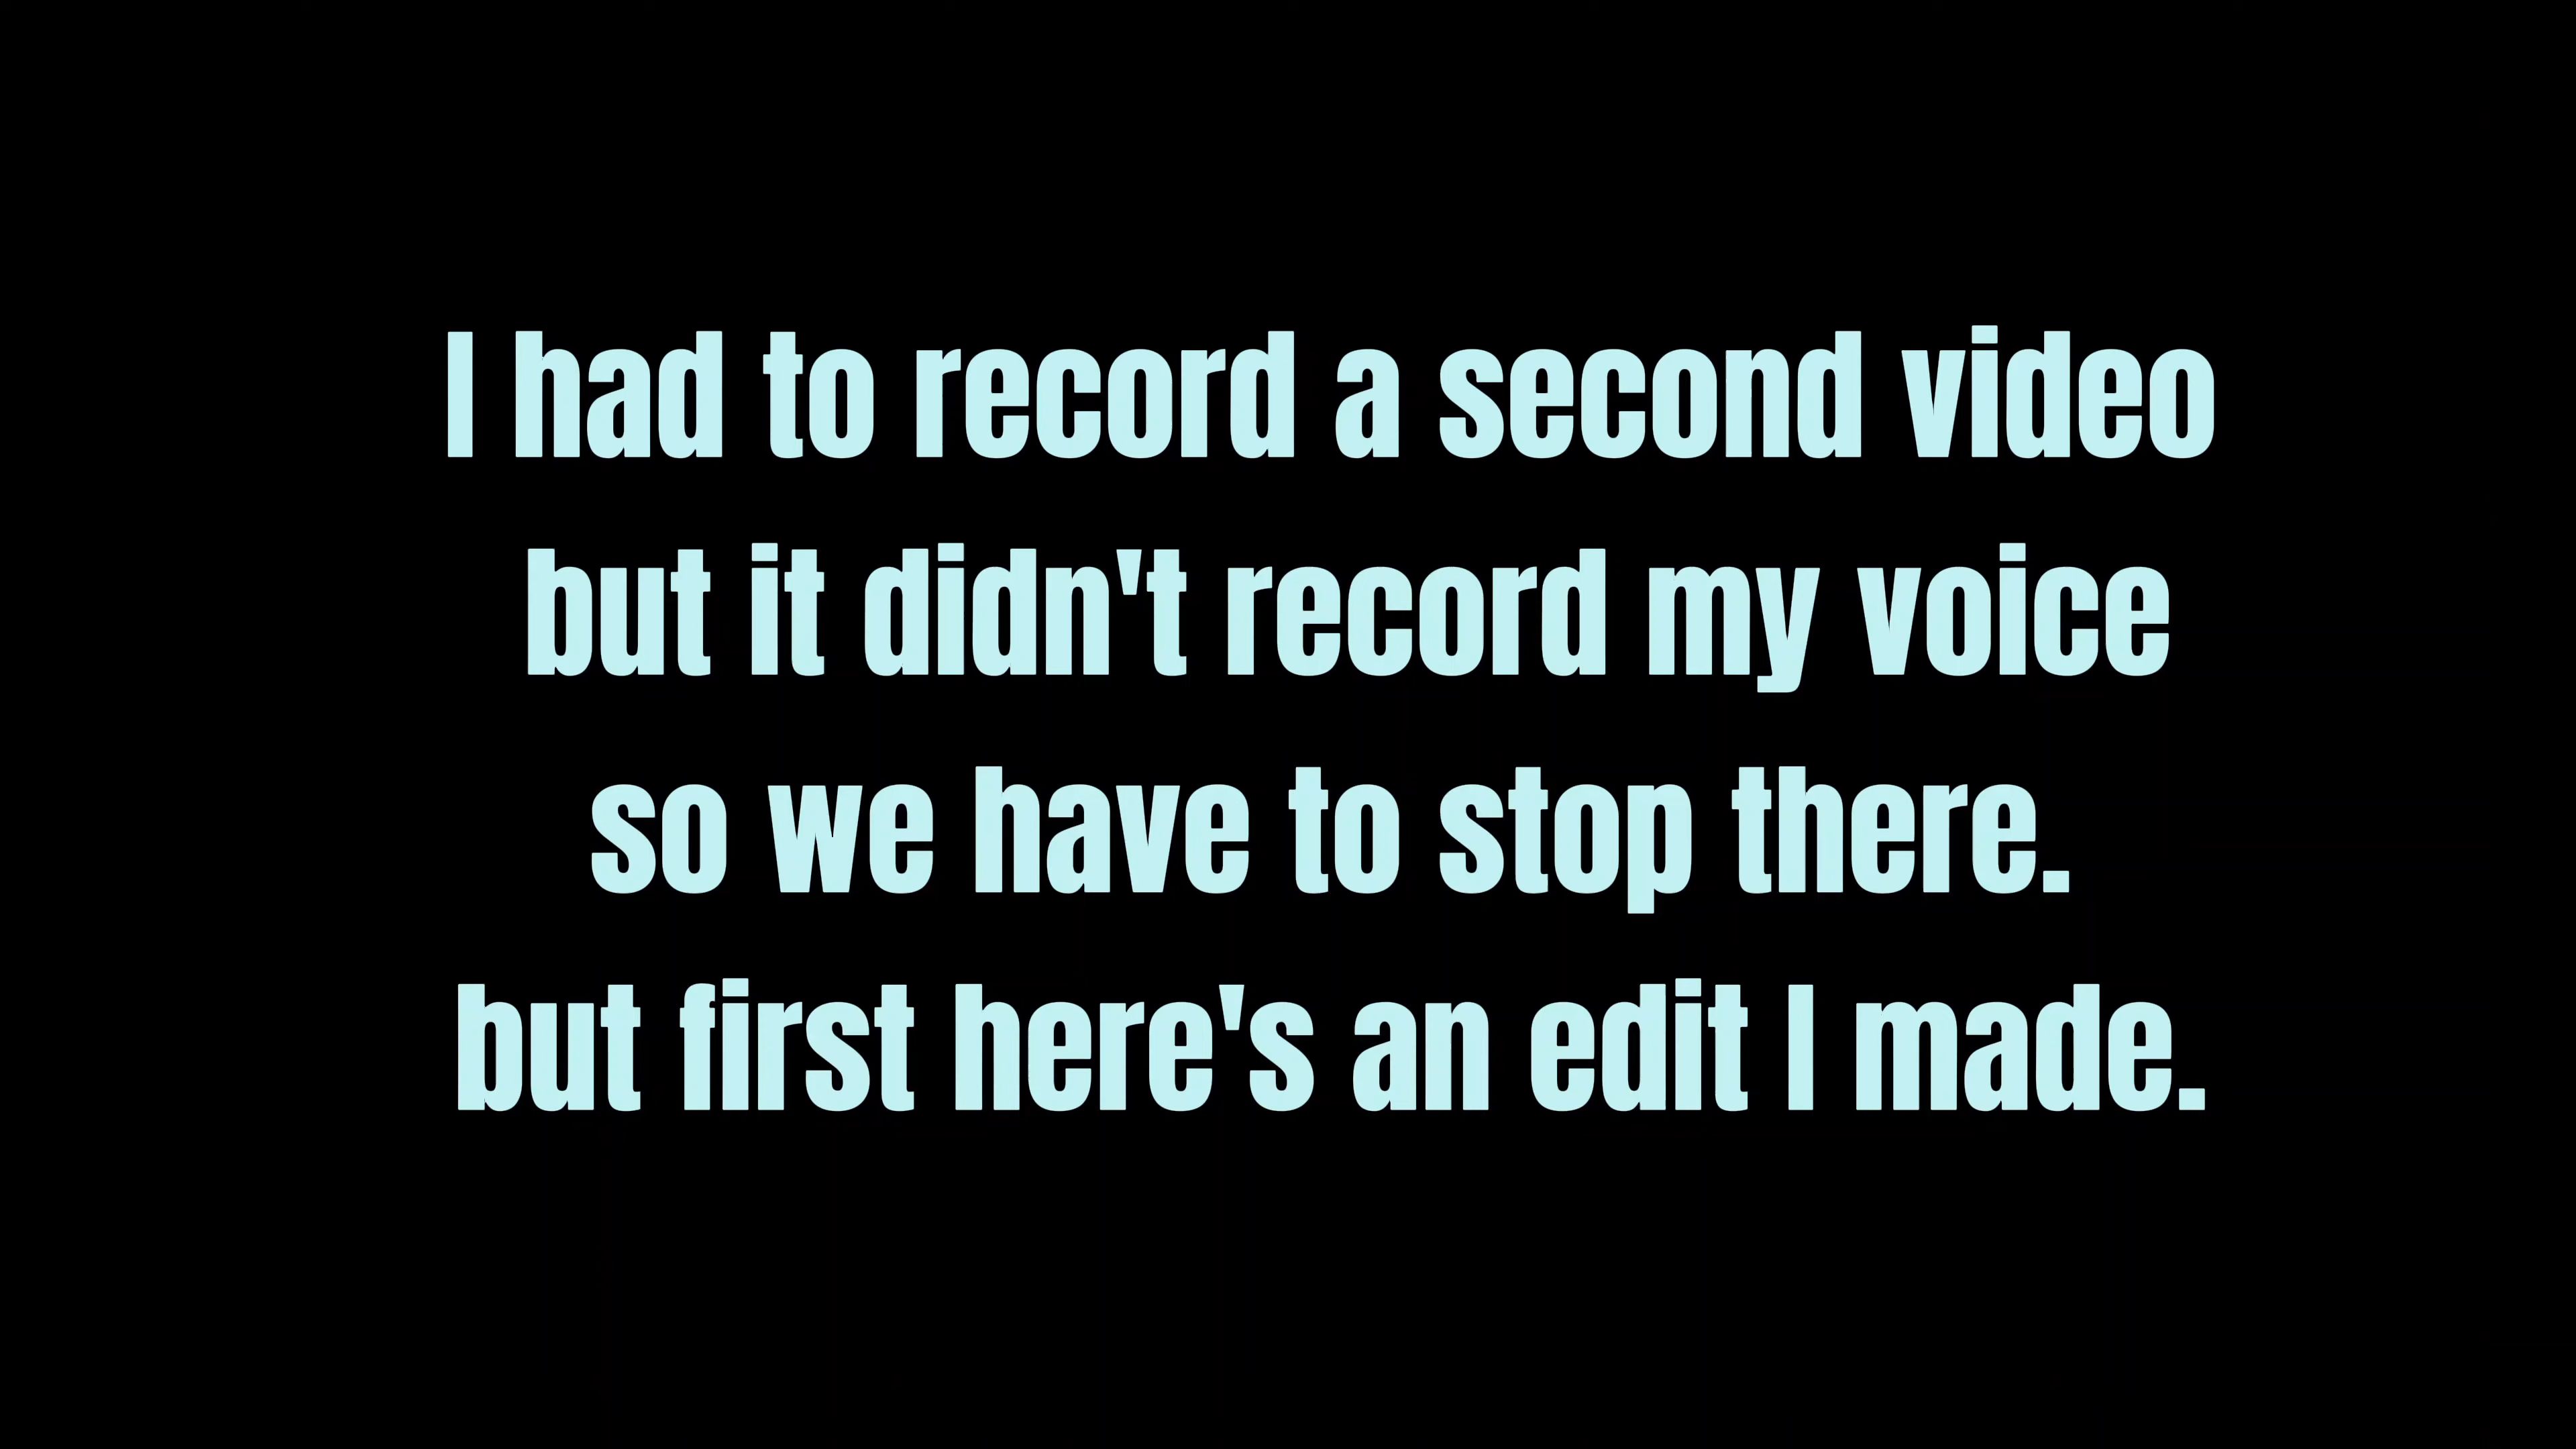 I had to record a second video
but it didn't record my voice
so we have to stop there.
but first here's an edit I made.